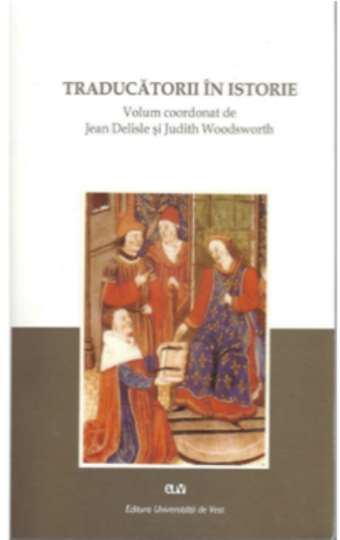 TRADUCĂTORII ÎN ISTORIE
Volum coordonat de
Jean Delisle și Judith Woodsworth
Editura Universității de Vest